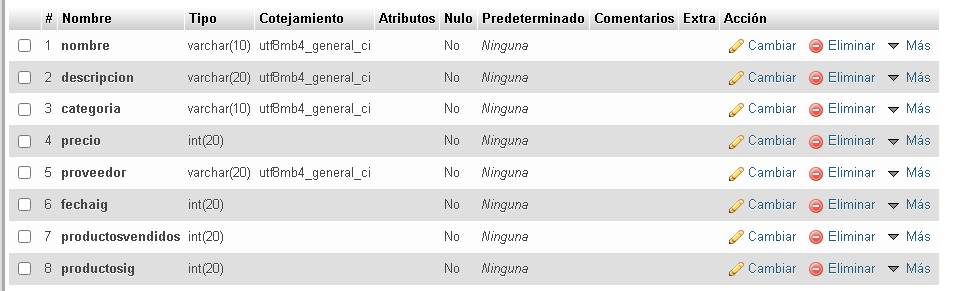 # Nombre Tipo Cotejamiento Atributos Nulo Predeterminado Comentarios Extra Acción
1 nombre varchar(10) utf8mb4_general_ci No Ninguna Cambiar Eliminar Más
2 descripcion varchar(20) utf8mb4_general_ci No Ninguna Cambiar Eliminar Más
3 categoria varchar(10) utf8mb4_general_ci No Ninguna Cambiar Eliminar Más
4 precio int(20) No Ninguna Cambiar Eliminar Más
5 proveedor varchar(20) utf8mb4_general_ci No Ninguna Cambiar Eliminar Más
6 fechaig int(20) No Ninguna Cambiar Eliminar Más
7 productosvendidos int(20) No Ninguna Cambiar Eliminar Más
8 productosig int(20) No Ninguna Cambiar Eliminar Más